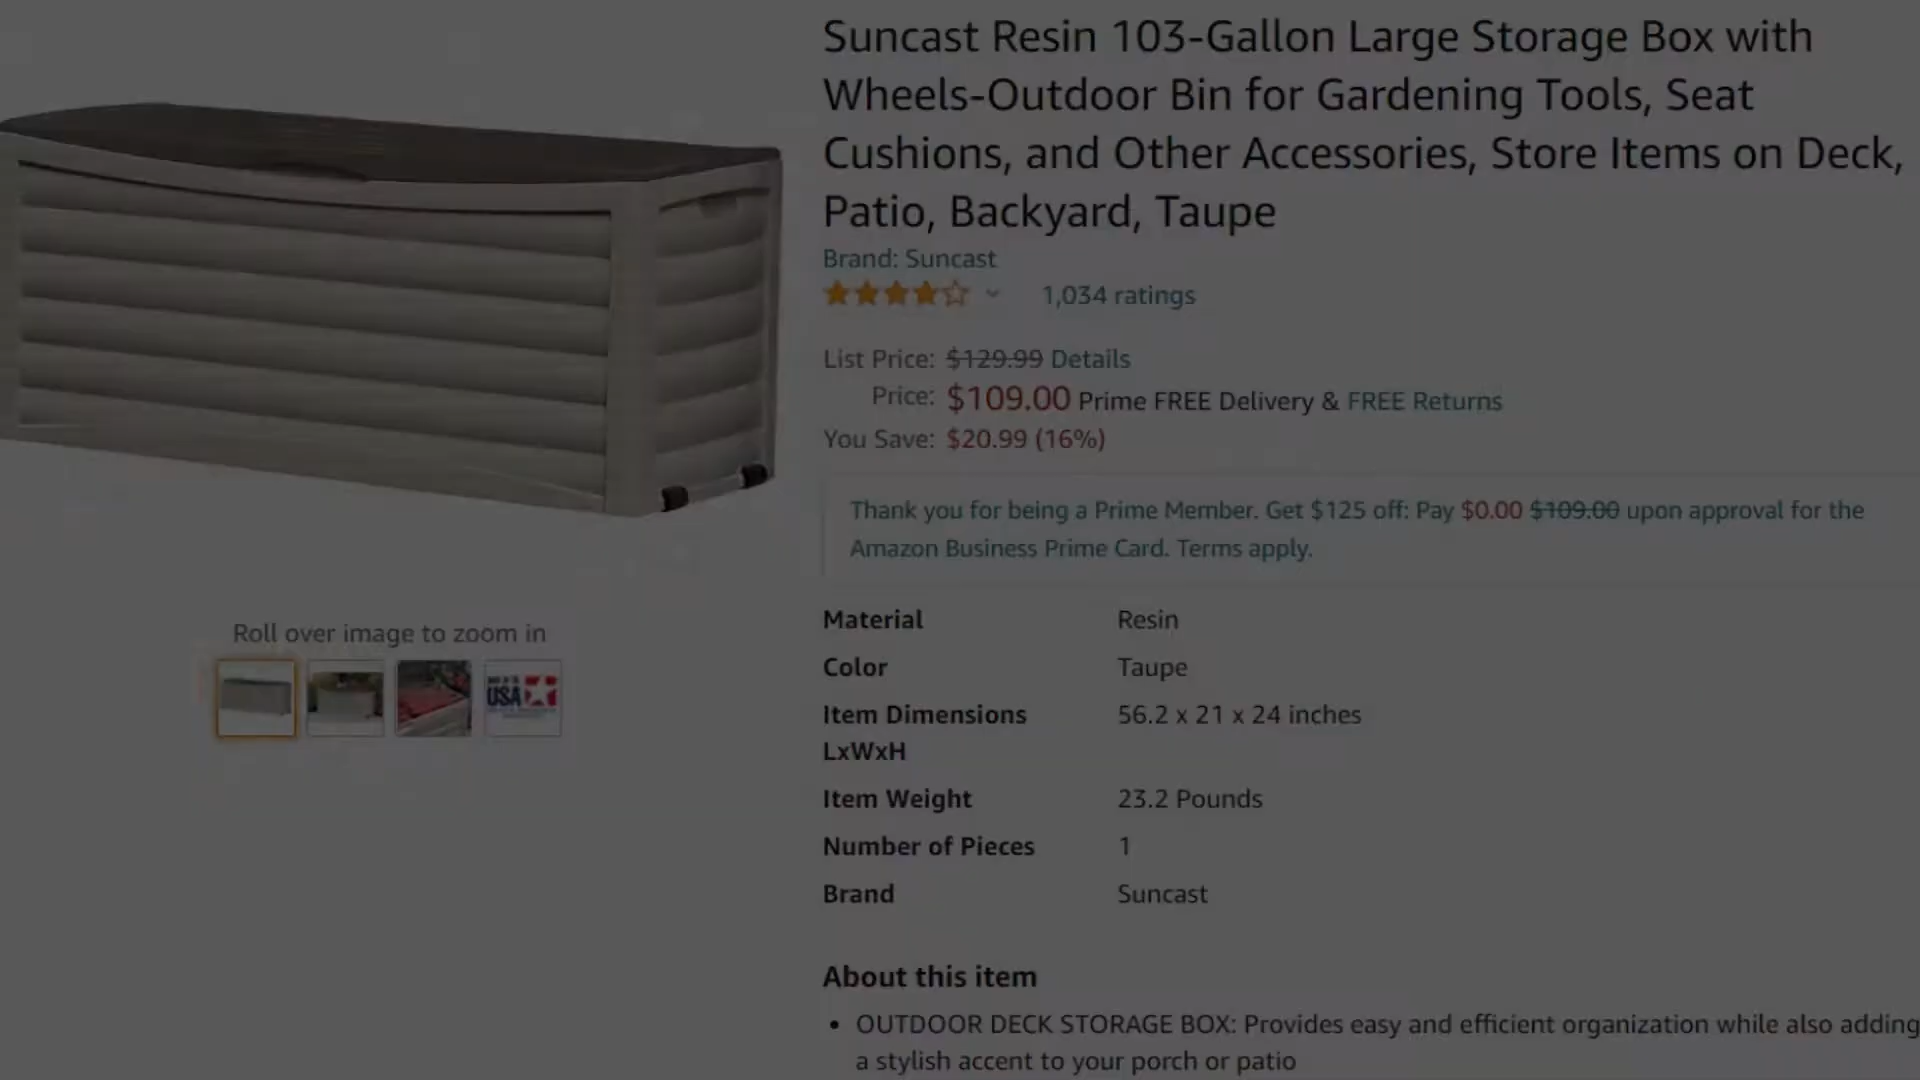 Suncast Resin 103-Gallon Large Storage Box with
Wheels-Outdoor Bin for Gardening Tools, Seat
Cushions, and Other Accessories, Store Items on Deck,
Patio, Backyard, Taupe
Brand: Suncast
1,034 ratings
List Price: $129.99 Details
Price: $109.00 Prime FREE Delivery & FREE Returns
You Save: $20.99 (16%)
Thank you for being a Prime Member. Get $125 off: Pay $0.00 $109.00 upon approval for the
Amazon Business Prime Card. Terms apply.
Roll over image to zoom in
USA
Material Resin
Color Taupe
Item Dimensions 56.2 x 21 x 24 inches
LxWxH
Item Weight 23.2 Pounds
Number of Pieces 1
Brand Suncast
About this item
• OUTDOOR DECK STORAGE BOX: Provides easy and efficient organization while also adding
a stylish accent to your porch or patio